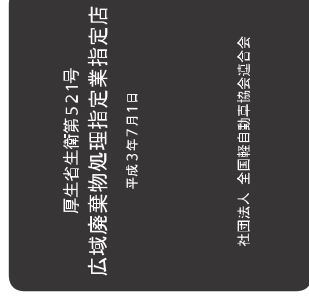 厚生省生衛第521号
広域廃棄物処理指定業指定店
平成3年7月1日
社団法人 全国軽自動車協会連合会